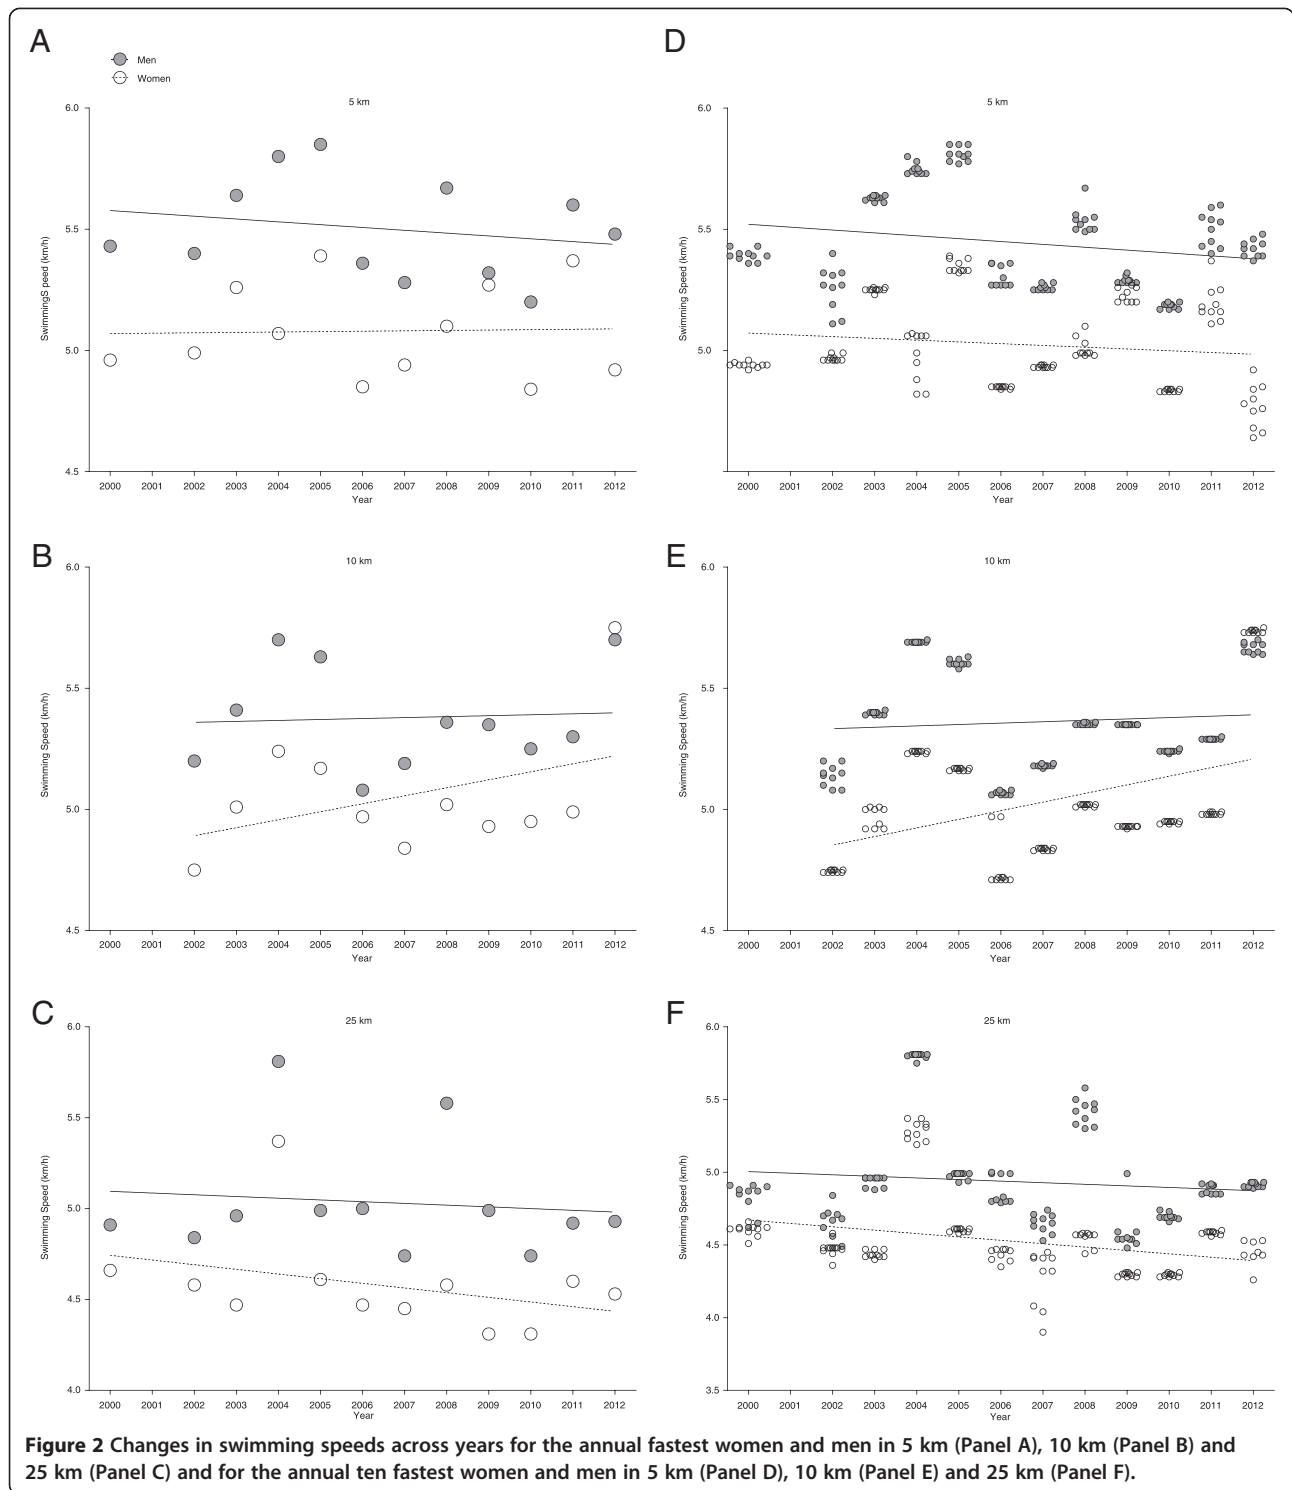 A
Men
Women
5 km
6.0
5.5
5.0
4.5
SwimmingS peed (km/h)
2000 2001 2002 2003 2004 2005 2006 2007 2008 2009 2010 2011 2012
Year
D
5 km
6.0
5.5
5.0
Swimming Speed (km/h)
2000 2001 2002 2003 2004 2005 2006 2007 2008 2009 2010 2011 2012
Year
B
10 km
6.0
5.5
5.0
4.5
Swimming Speed (km/h)
2000 2001 2002 2003 2004 2005 2006 2007 2008 2009 2010 2011 2012
Year
E
10 km
6.0
5.5
5.0
4.5
Swimming Speed (km/h)
2000 2001 2002 2003 2004 2005 2006 2007 2008 2009 2010 2011 2012
Year
C
25 km
6.0
5.5
5.0
4.5
4.0
Swimming Speed (km/h)
2000 2001 2002 2003 2004 2005 2006 2007 2008 2009 2010 2011 2012
Year
F
25 km
6.0
5.5
5.0
4.5
4.0
3.5
Swimming Speed (km/h)
2000 2001 2002 2003 2004 2005 2006 2007 2008 2009 2010 2011 2012
Year
Figure 2 Changes in swimming speeds across years for the annual fastest women and men in 5 km (Panel A), 10 km (Panel B) and
25 km (Panel C) and for the annual ten fastest women and men in 5 km (Panel D), 10 km (Panel E) and 25 km (Panel F).